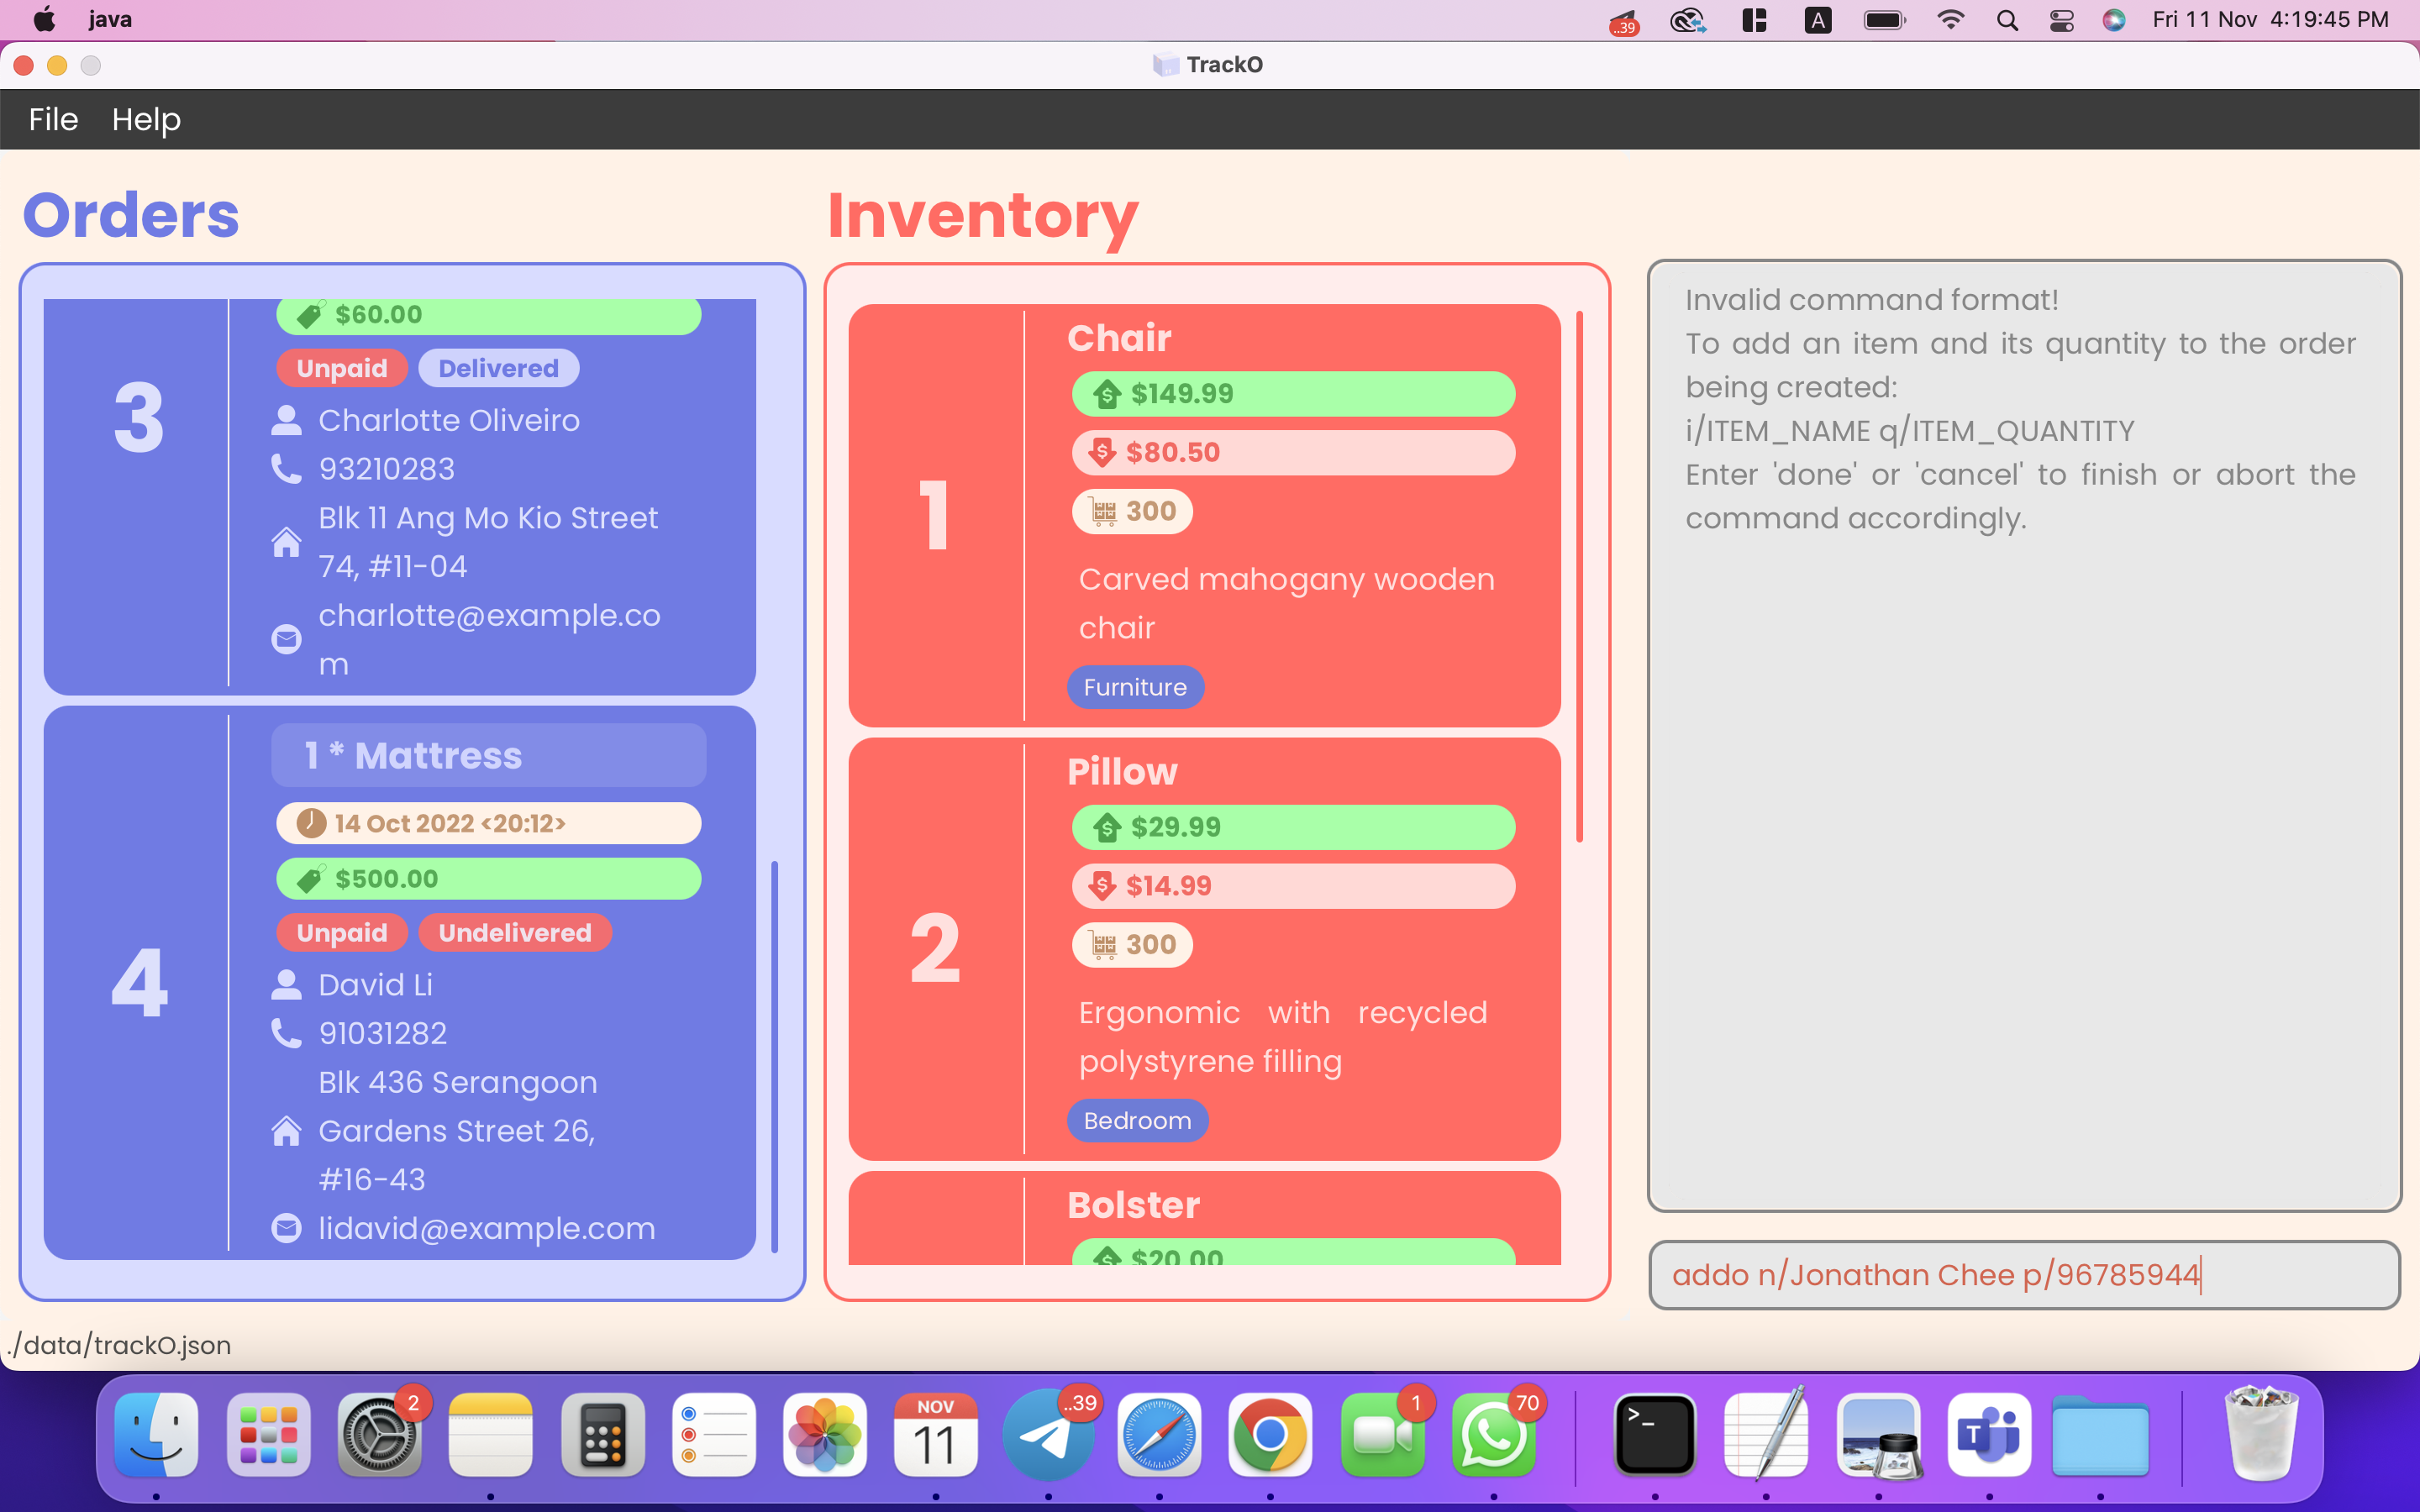 java
..39
A
Fri 11 Nov 4:19:45 PM
TrackO
File Help
Orders
Inventory
3
$60.00
Unpaid Delivered
Charlotte Oliveiro
93210283
Blk 11 Ang Mo Kio Street
74, #11-04
charlotte@example.co
m
4
1 * Mattress
14 Oct 2022 <20:12>
$500.00
Unpaid Undelivered
David Li
91031282
Blk 436 Serangoon
Gardens Street 26,
#16-43
lidavid@example.com
1
Chair
$149.99
$80.50
300
Carved mahogany wooden
chair
Furniture
2
Pillow
$29.99
$14.99
300
Ergonomic with recycled
polystyrene filling
Bedroom
Bolster
$20.00
Invalid command format!
To add an item and its quantity to the order
being created:
i/ITEM_NAME q/ITEM_QUANTITY
Enter 'done' or 'cancel' to finish or abort the
command accordingly.
addo n/Jonathan Chee p/96785944
./data/trackO.json
2
NOV
11
..39
1
70
>_
T